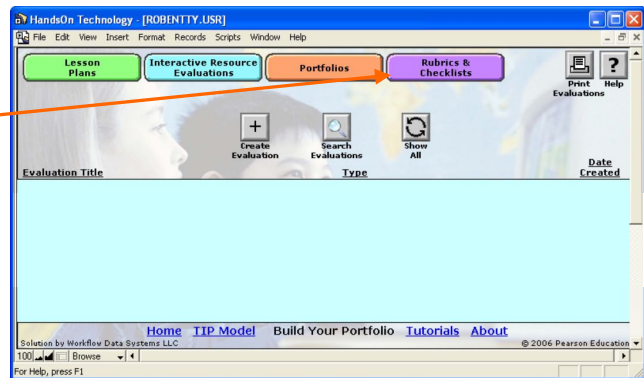 HandsOn Technology - [ROBENTTY.USR]
File Edit View Insert Format Records Scripts Window Help
Lesson Plans
Interactive Resource Evaluations
Portfolios
Rubrics & Checklists
Print Evaluations
Help
Create Evaluation
Search Evaluations
Show All
Evaluation Title
Type
Date Created
Home TIP Model Build Your Portfolio Tutorials About
Solution by Workflow Data Systems LLC
© 2006 Pearson Education
100 Browse
For Help, press F1